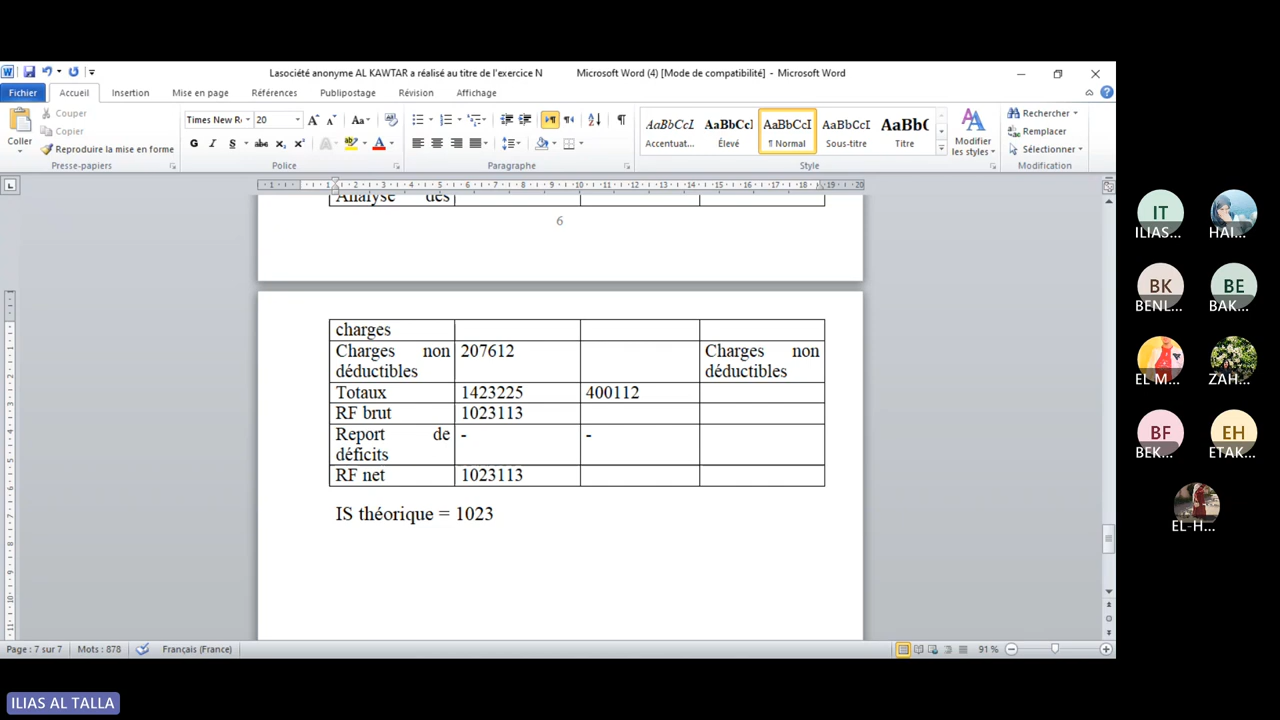 Lasociété anonyme AL KAWTAR a réalisé au titre de l'exercice N Microsoft Word (4) [Mode de compatibilité] - Microsoft Word
Fichier Accueil Insertion Mise en page Références Publipostage Révision Affichage
Coller
Couper
Copier
Reproduire la mise en forme
Presse-papiers
Times New R 20
Police
Paragraphe
AaBbCcL AaBbCc AaBbCcI AaBbCcI AaBbC
Accentuat... Élevé ¶ Normal Sous-titre Titre
Modifier les styles
Style
Rechercher
Remplacer
Sélectionner
Modification
Analyse des
6
charges
Charges non 207612 Charges non
déductibles déductibles
Totaux 1423225 400112
RF brut 1023113
Report de - -
déficits
RF net 1023113
IS théorique = 1023
Page : 7 sur 7 Mots : 878 Français (France) 91 %
IT
ILIAS...
HAI...
BK
BENL...
BE
BAK...
EL M...
ZAH...
BF
BEK...
EH
ETAK...
EL-H...
ILIAS AL TALLA